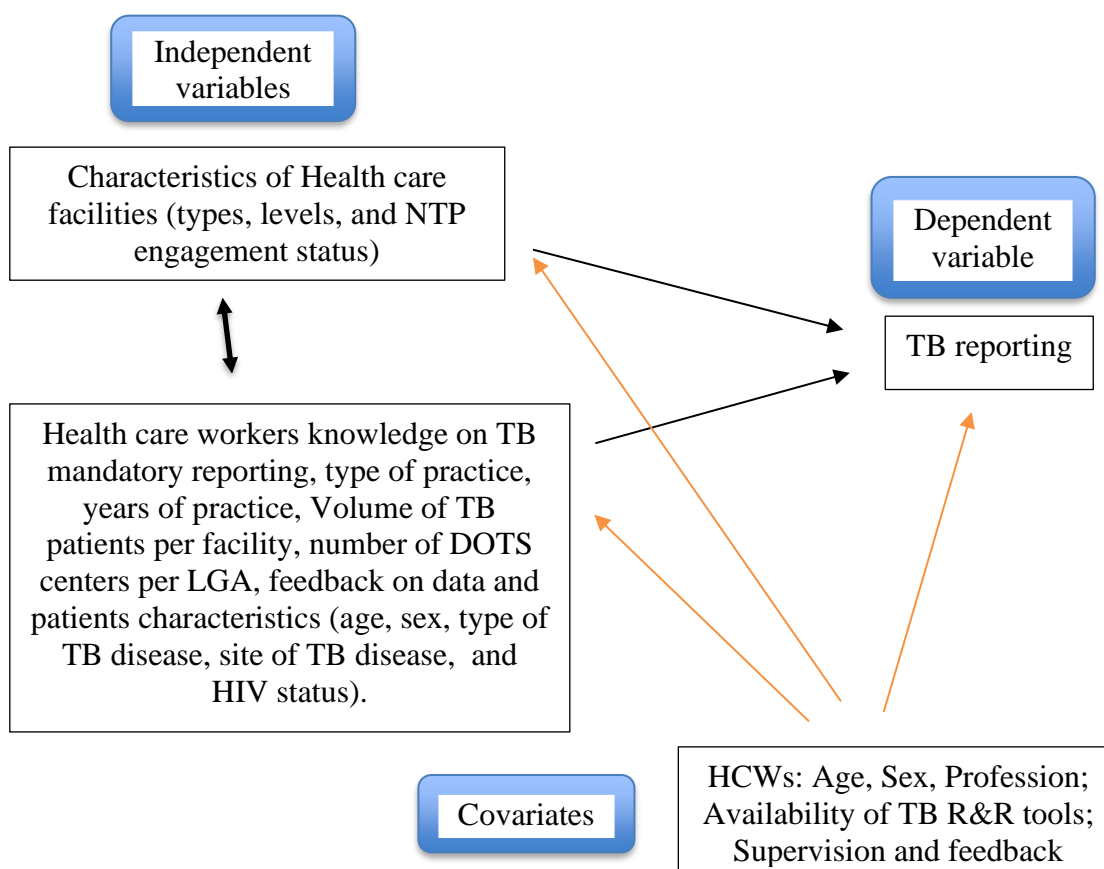 Independent
variables
Characteristics of Health care
facilities (types, levels, and NTP
engagement status)
Dependent
variable
TB reporting
Health care workers knowledge on TB
mandatory reporting, type of practice,
years of practice, Volume of TB
patients per facility, number of DOTS
centers per LGA, feedback on data and
patients characteristics (age, sex, type of
TB disease, site of TB disease, and
HIV status).
Covariates
HCWs: Age, Sex, Profession;
Availability of TB R&R tools;
Supervision and feedback